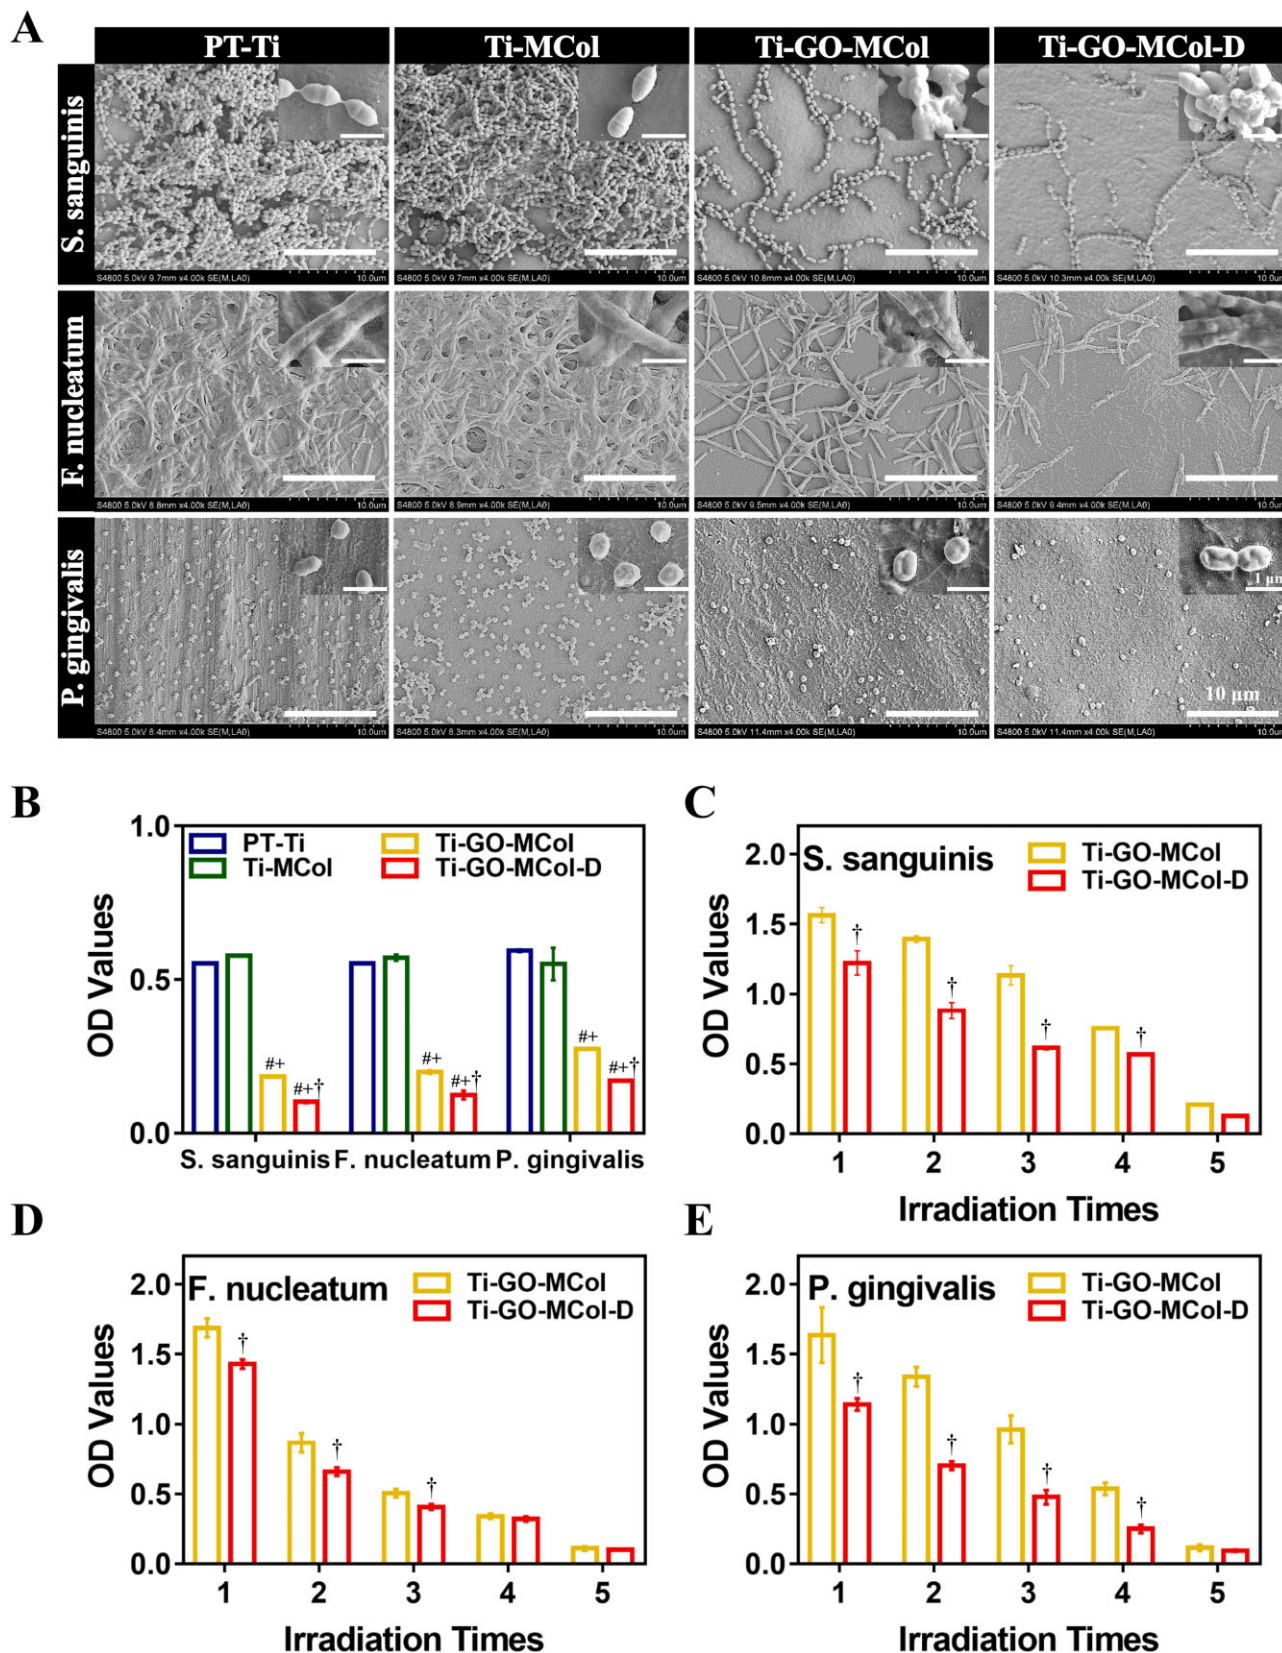 A
PT-Ti
Ti-MCol
Ti-GO-MCol
Ti-GO-MCol-D
S. sanguinis
S4800 5.0kV 9.7mm x4.00k SE(M,LA0) 10.0um
S4800 5.0kV 9.7mm x4.00k SE(M,LA0) 10.0um
S4800 5.0kV 10.8mm x4.00k SE(M,LA0) 10.0um
S4800 5.0kV 10.3mm x4.00k SE(M,LA0) 10.0um
F. nucleatum
S4800 5.0kV 8.8mm x4.00k SE(M,LA0) 10.0um
S4800 5.0kV 8.9mm x4.00k SE(M,LA0) 10.0um
S4800 5.0kV 9.5mm x4.00k SE(M,LA0) 10.0um
S4800 5.0kV 9.4mm x4.00k SE(M,LA0) 10.0um
P. gingivalis
1 µm
10 µm
S4800 5.0kV 8.4mm x4.00k SE(M,LA0) 10.0um
S4800 5.0kV 8.3mm x4.00k SE(M,LA0) 10.0um
S4800 5.0kV 11.4mm x4.00k SE(M,LA0) 10.0um
S4800 5.0kV 11.4mm x4.00k SE(M,LA0) 10.0um
B
OD Values
1.0
0.5
0.0
PT-Ti
Ti-MCol
Ti-GO-MCol
Ti-GO-MCol-D
#+
#+†
#+
#+†
#+
#+†
S. sanguinis F. nucleatum P. gingivalis
C
OD Values
2.0
1.5
1.0
0.5
0.0
S. sanguinis
Ti-GO-MCol
Ti-GO-MCol-D
†
†
†
†
1 2 3 4 5
Irradiation Times
D
OD Values
2.0
1.5
1.0
0.5
0.0
F. nucleatum
Ti-GO-MCol
Ti-GO-MCol-D
†
†
†
1 2 3 4 5
Irradiation Times
E
OD Values
2.0
1.5
1.0
0.5
0.0
P. gingivalis
Ti-GO-MCol
Ti-GO-MCol-D
†
†
†
†
1 2 3 4 5
Irradiation Times